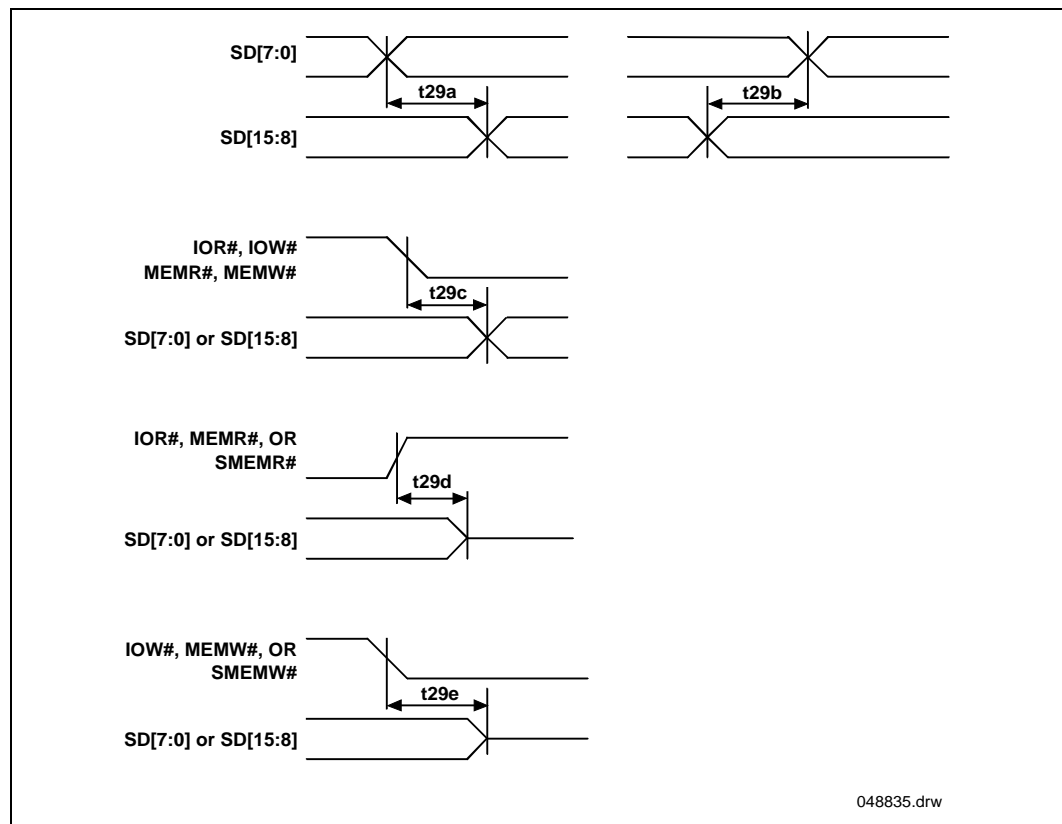 SD[7:0]
t29a
t29b
SD[15:8]
IOR#, IOW#
MEMR#, MEMW#
t29c
SD[7:0] or SD[15:8]
IOR#, MEMR#, OR
SMEMR#
t29d
SD[7:0] or SD[15:8]
IOW#, MEMW#, OR
SMEMW#
t29e
SD[7:0] or SD[15:8]
048835.drw